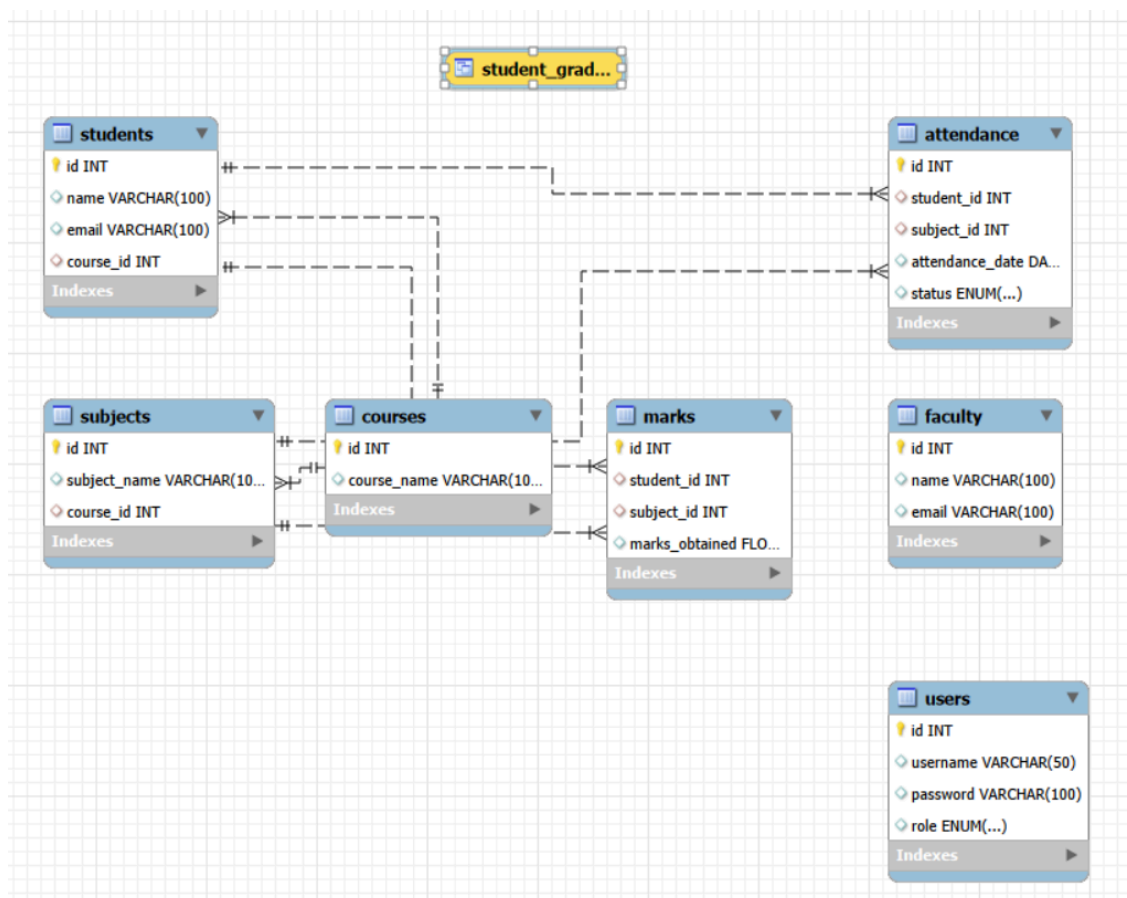 student_grad...
students
id INT
name VARCHAR(100)
email VARCHAR(100)
course_id INT
Indexes
attendance
id INT
student_id INT
subject_id INT
attendance_date DA...
status ENUM(...)
Indexes
subjects
id INT
subject_name VARCHAR(10...
course_id INT
Indexes
courses
id INT
course_name VARCHAR(10...
Indexes
marks
id INT
student_id INT
subject_id INT
marks_obtained FLO...
Indexes
faculty
id INT
name VARCHAR(100)
email VARCHAR(100)
Indexes
users
id INT
username VARCHAR(50)
password VARCHAR(100)
role ENUM(...)
Indexes